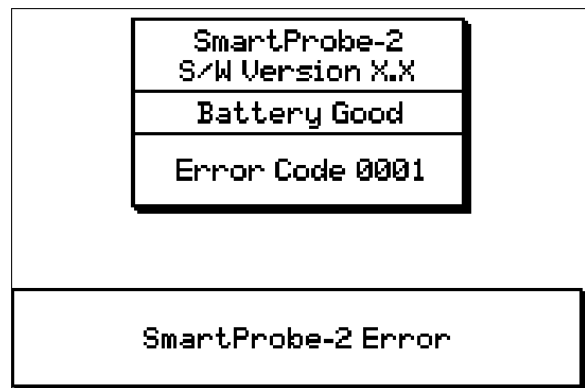 SmartProbe-2
S/W Version X.X
Battery Good
Error Code 0001
SmartProbe-2 Error